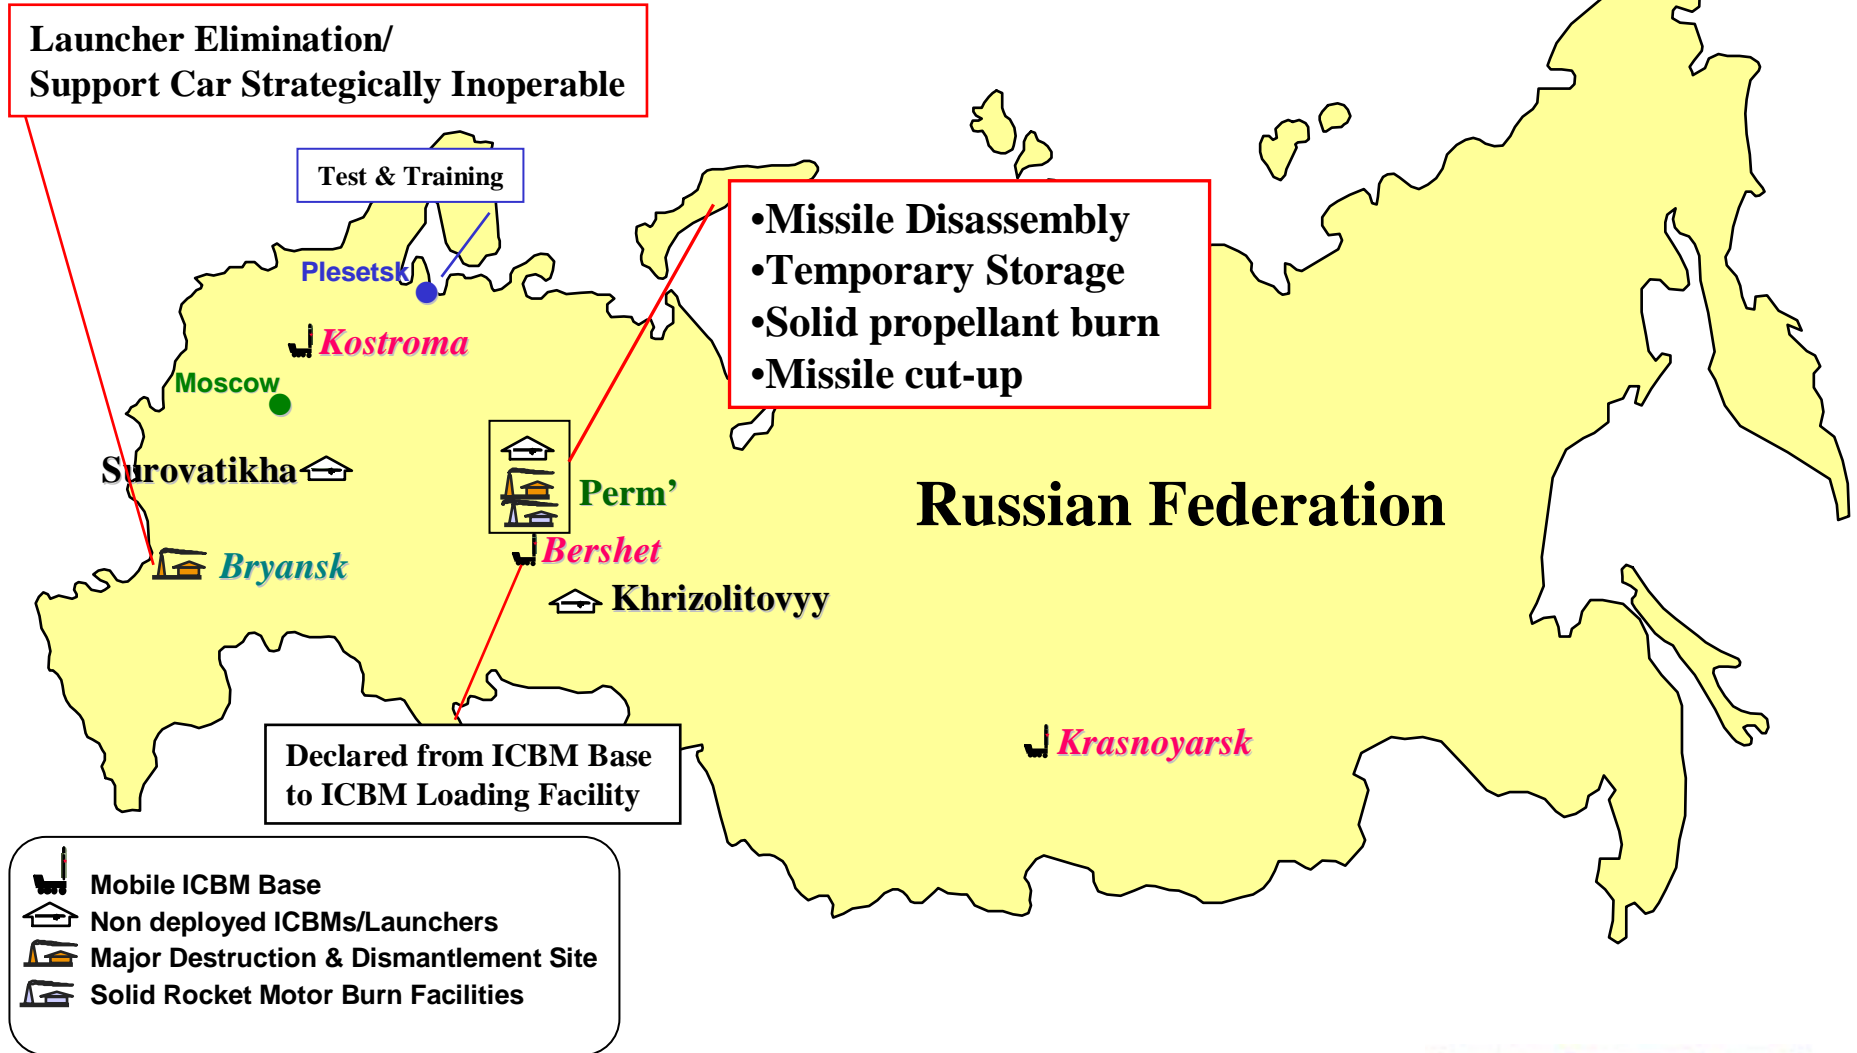 Launcher Elimination/
Support Car Strategically Inoperable
Test & Training
•Missile Disassembly
•Temporary Storage
•Solid propellant burn
•Missile cut-up
Plesetsk
Kostroma
Moscow
Surovatikha
Perm’
Russian Federation
Bershet
Bryansk
Khrizolitovyy
Krasnoyarsk
Declared from ICBM Base
to ICBM Loading Facility
Mobile ICBM Base
Non deployed ICBMs/Launchers
Major Destruction & Dismantlement Site
Solid Rocket Motor Burn Facilities